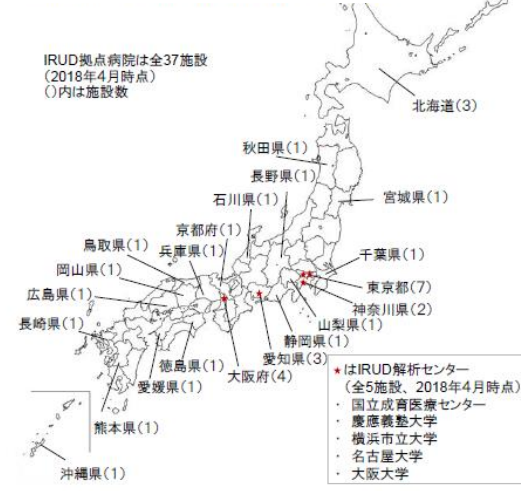 IRUD拠点病院は全37施設
(2018年4月時点)
()内は施設数
北海道(3)
秋田県(1)
長野県(1)
石川県(1)
宮城県(1)
京都府(1)
鳥取県(1)
兵庫県(1)
岡山県(1)
広島県(1)
長崎県(1)
千葉県(1)
東京都(7)
神奈川県(2)
山梨県(1)
静岡県(1)
愛知県(3)
徳島県(1)
大阪府(4)
愛媛県(1)
熊本県(1)
沖縄県(1)
★はIRUD解析センター
(全5施設、2018年4月時点)
・ 国立成育医療センター
・ 慶應義塾大学
・ 横浜市立大学
・ 名古屋大学
・ 大阪大学